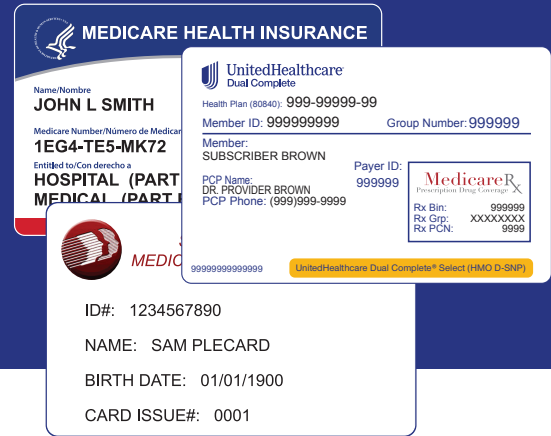 MEDICARE HEALTH INSURANCE
Name/Nombre
JOHN L SMITH
Medicare Number/Número de
1EG4-TE5-MK72
Entitled to/Con derecho a
HOSPITAL (PART
MEDICAL (PART
UnitedHealthcare
Dual Complete
Health Plan (80840): 999-99999-99
Member ID: 999999999 Group Number: 999999
Member:
SUBSCRIBER BROWN
Payer ID:
999999
PCP Name:
DR. PROVIDER BROWN
PCP Phone: (999)999-9999
MedicareRx
Prescription Drug Coverage
Rx Bin: 999999
Rx Grp: XXXXXXXX
Rx PCN: 9999
99999999999999
UnitedHealthcare Dual Complete® Select (HMO D-SNP)
ID#: 1234567890
NAME: SAM PLECARD
BIRTH DATE: 01/01/1900
CARD ISSUE#: 0001